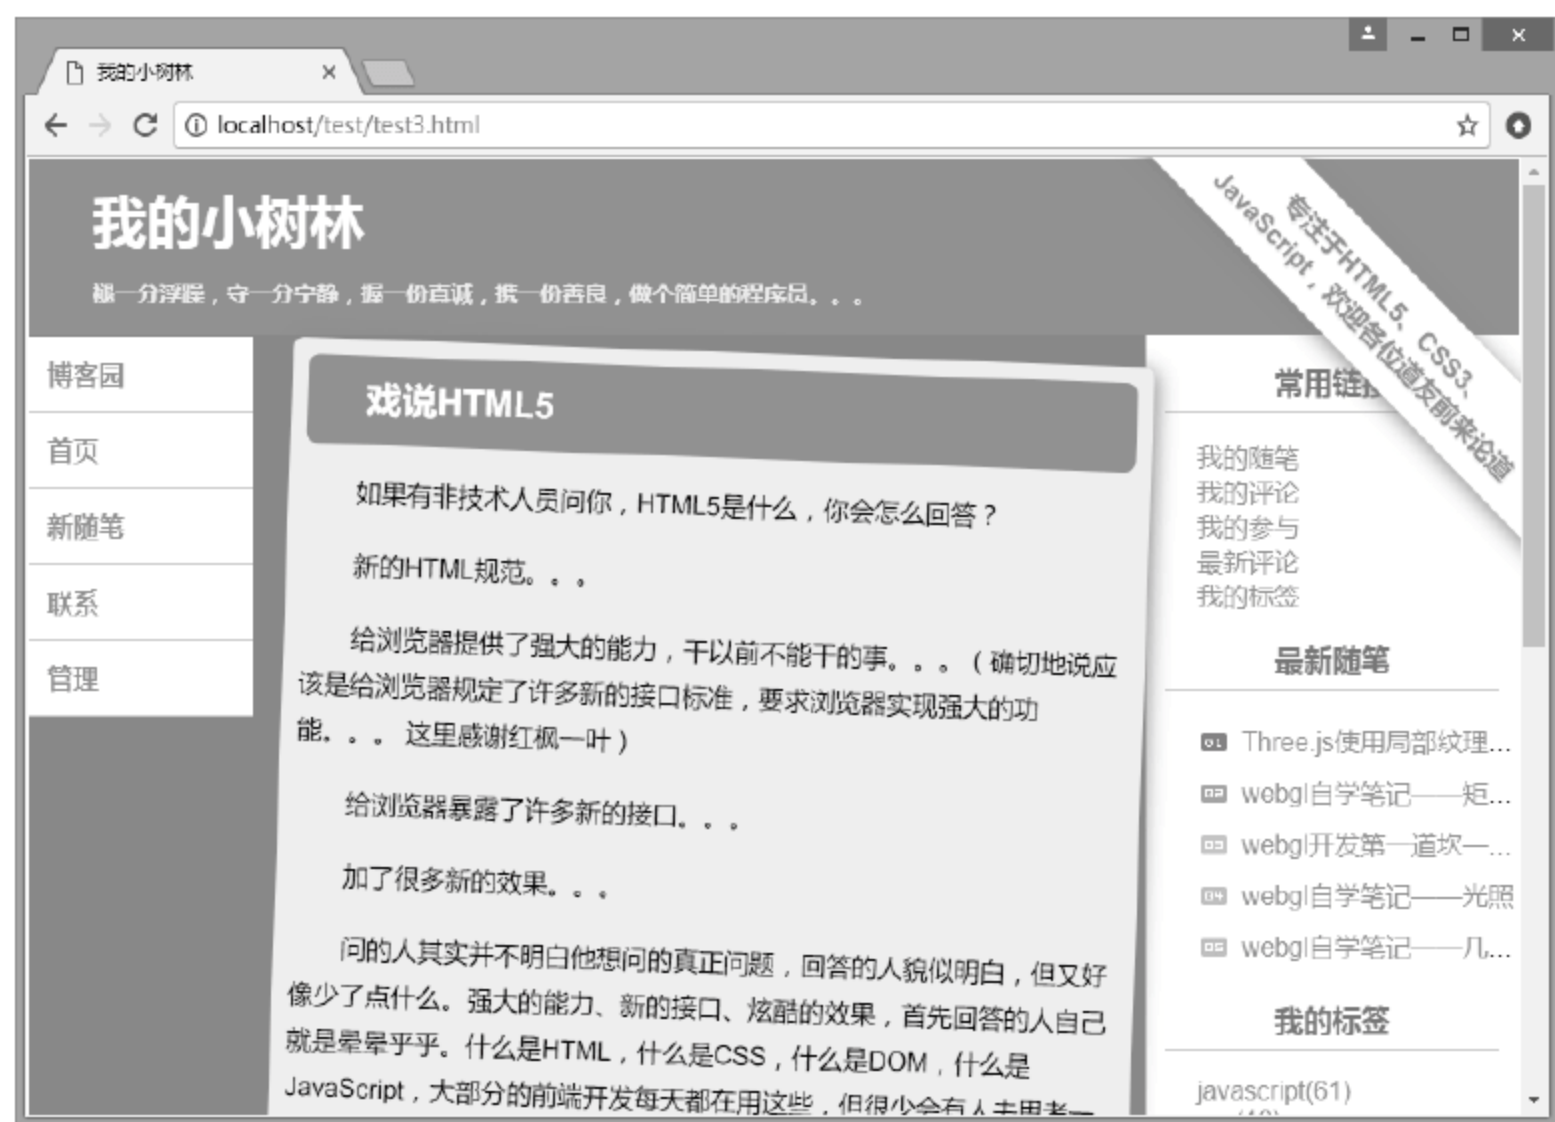 我的小树林
localhost/test/test3.html
我的小树林
褪一分浮躁，守一分宁静，握一份真诚，携一份善良，做个简单的程序员。。。
专注于HTML5、CSS3、
JavaScript，欢迎各位道友前来论道
博客园
首页
新随笔
联系
管理
戏说HTML5
如果有非技术人员问你，HTML5是什么，你会怎么回答？
新的HTML规范。。。
给浏览器提供了强大的能力，干以前不能干的事。。。（确切地说应
该是给浏览器规定了许多新的接口标准，要求浏览器实现强大的功
能。。。 这里感谢红枫一叶）
给浏览器暴露了许多新的接口。。。
加了很多新的效果。。。
问的人其实并不明白他想问的真正问题，回答的人貌似明白，但又好
像少了点什么。强大的能力、新的接口、炫酷的效果，首先回答的人自己
就是晕晕乎乎。什么是HTML，什么是CSS，什么是DOM，什么是
JavaScript，大部分的前端开发每天都在用这些，但很少会有人去思考一
常用链接
我的随笔
我的评论
我的参与
最新评论
我的标签
最新随笔
01 Three.js使用局部纹理...
02 webgl自学笔记——矩...
03 webgl开发第一道坎—...
04 webgl自学笔记——光照
05 webgl自学笔记——几...
我的标签
javascript(61)